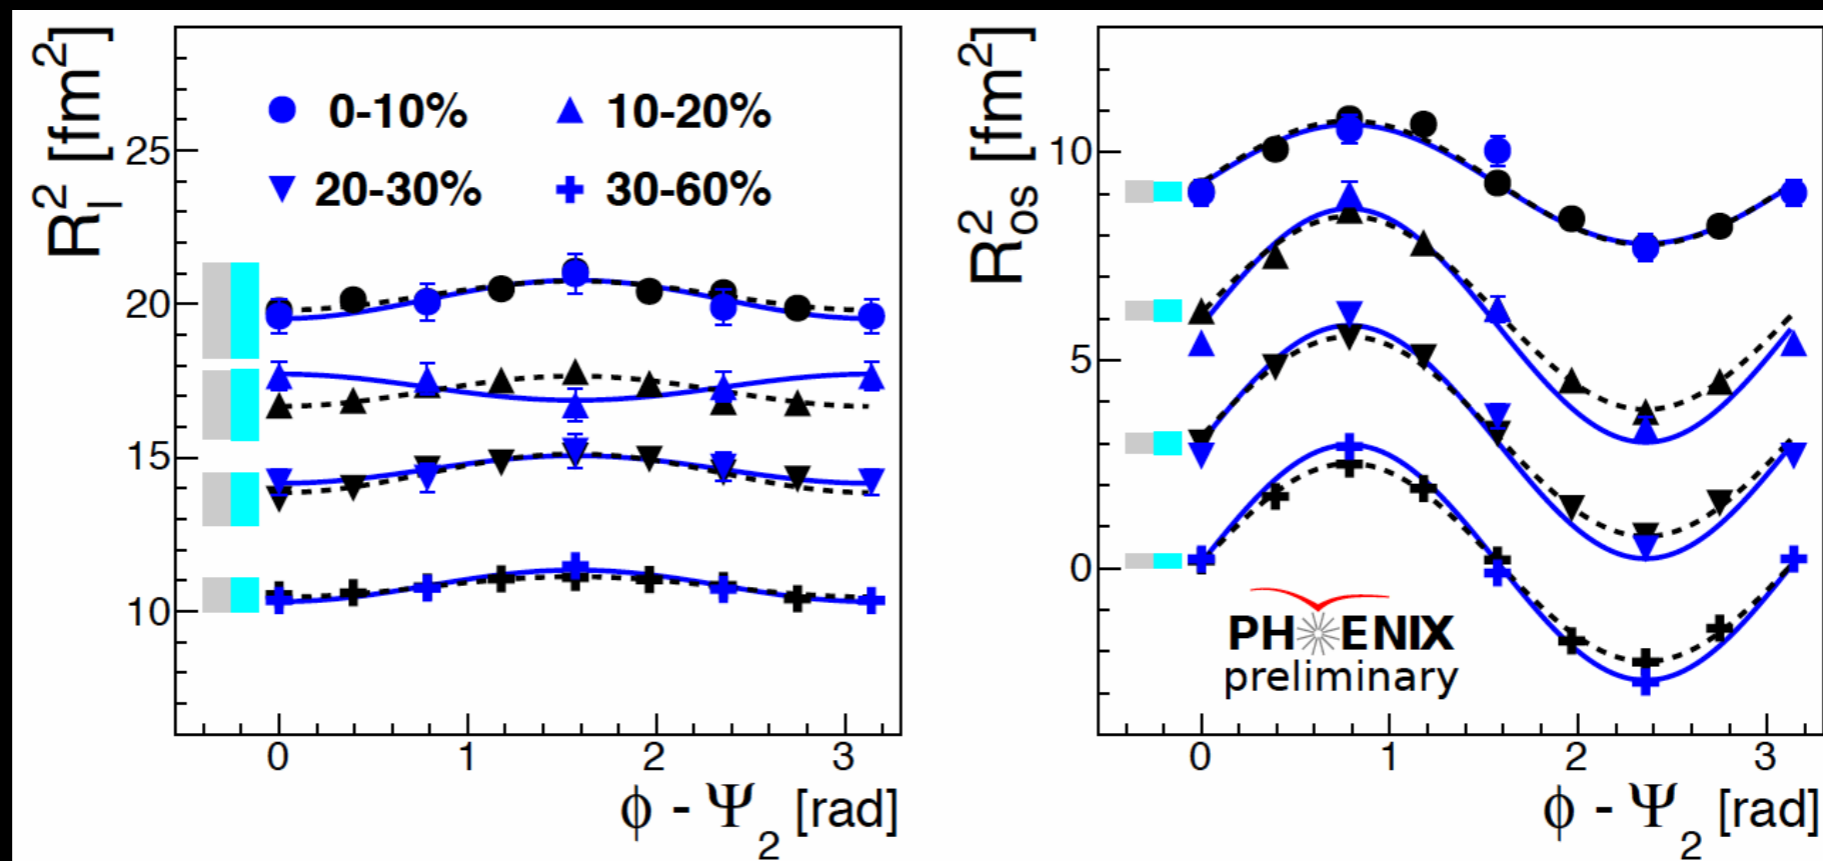 R_l^2 [fm^2]
25
20
15
10
0-10% 10-20%
20-30% 30-60%
0 1 2 3
ϕ - Ψ_2 [rad]
R_os^2 [fm^2]
10
5
0
PHENIX
preliminary
0 1 2 3
ϕ - Ψ_2 [rad]